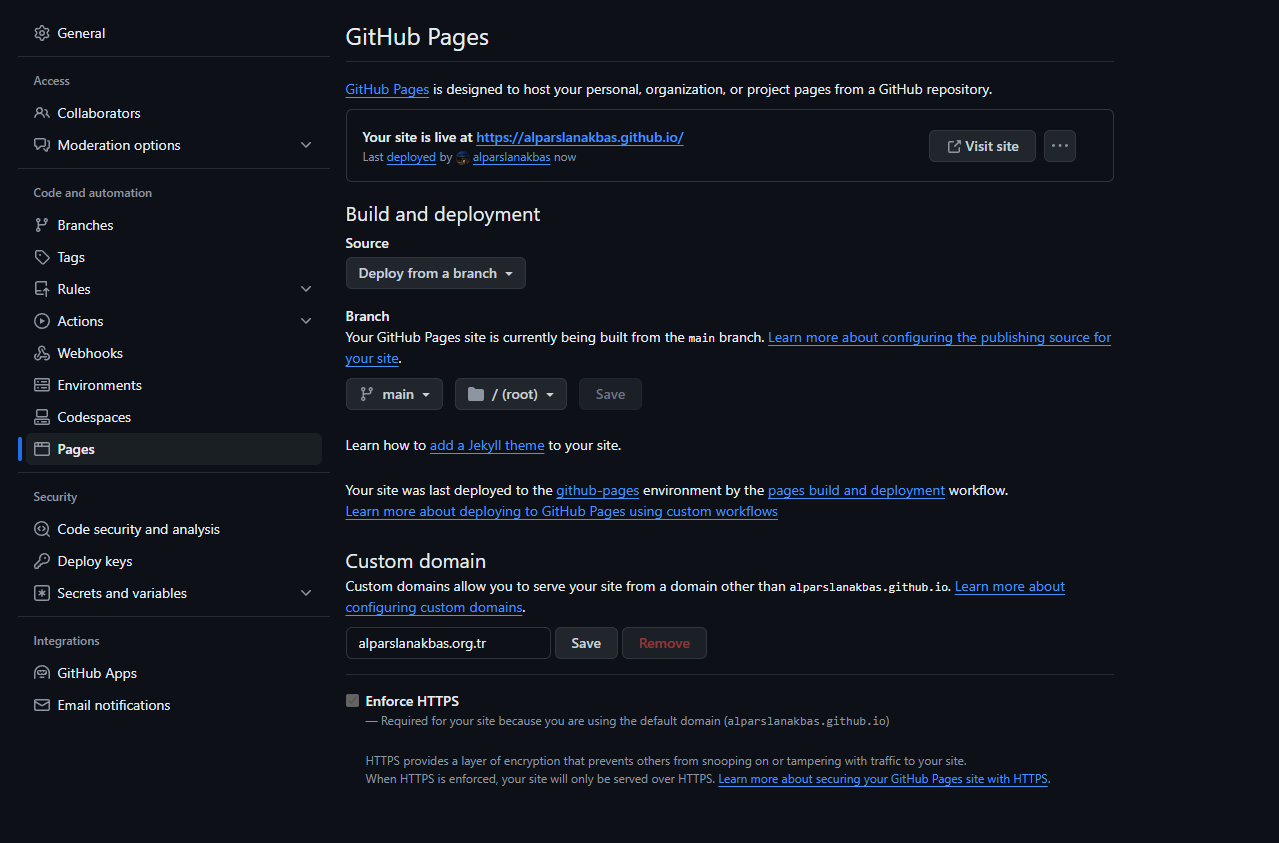 General
Access
Collaborators
Moderation options
Code and automation
Branches
Tags
Rules
Actions
Webhooks
Environments
Codespaces
Pages
Security
Code security and analysis
Deploy keys
Secrets and variables
Integrations
GitHub Apps
Email notifications
GitHub Pages
GitHub Pages is designed to host your personal, organization, or project pages from a GitHub repository.
Your site is live at https://alparslanakbas.github.io/
Last deployed by alparslanakbas now
Visit site
Build and deployment
Source
Deploy from a branch
Branch
Your GitHub Pages site is currently being built from the main branch. Learn more about configuring the publishing source for
your site.
main
/ (root)
Save
Learn how to add a Jekyll theme to your site.
Your site was last deployed to the github-pages environment by the pages build and deployment workflow.
Learn more about deploying to GitHub Pages using custom workflows
Custom domain
Custom domains allow you to serve your site from a domain other than alparslanakbas.github.io. Learn more about
configuring custom domains.
alparslanakbas.org.tr
Save
Remove
Enforce HTTPS
— Required for your site because you are using the default domain (alparslanakbas.github.io)
HTTPS provides a layer of encryption that prevents others from snooping on or tampering with traffic to your site.
When HTTPS is enforced, your site will only be served over HTTPS. Learn more about securing your GitHub Pages site with HTTPS.